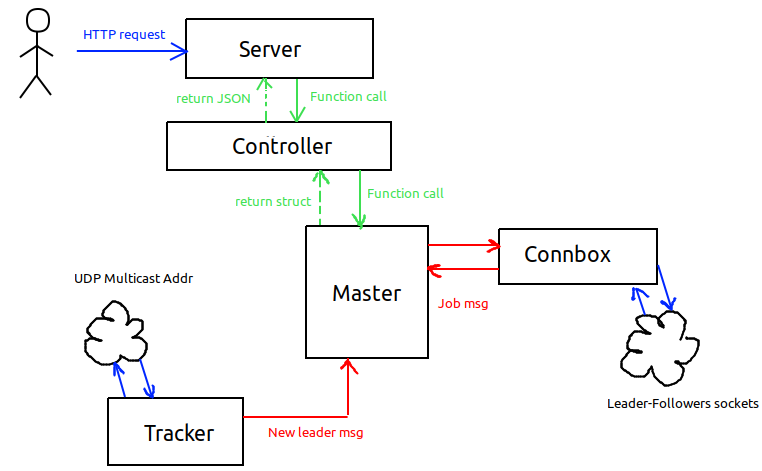 HTTP request
Server
return JSON
Function call
Controller
return struct
Function call
Master
Connbox
Job msg
UDP Multicast Addr
Leader-Followers sockets
Tracker
New leader msg